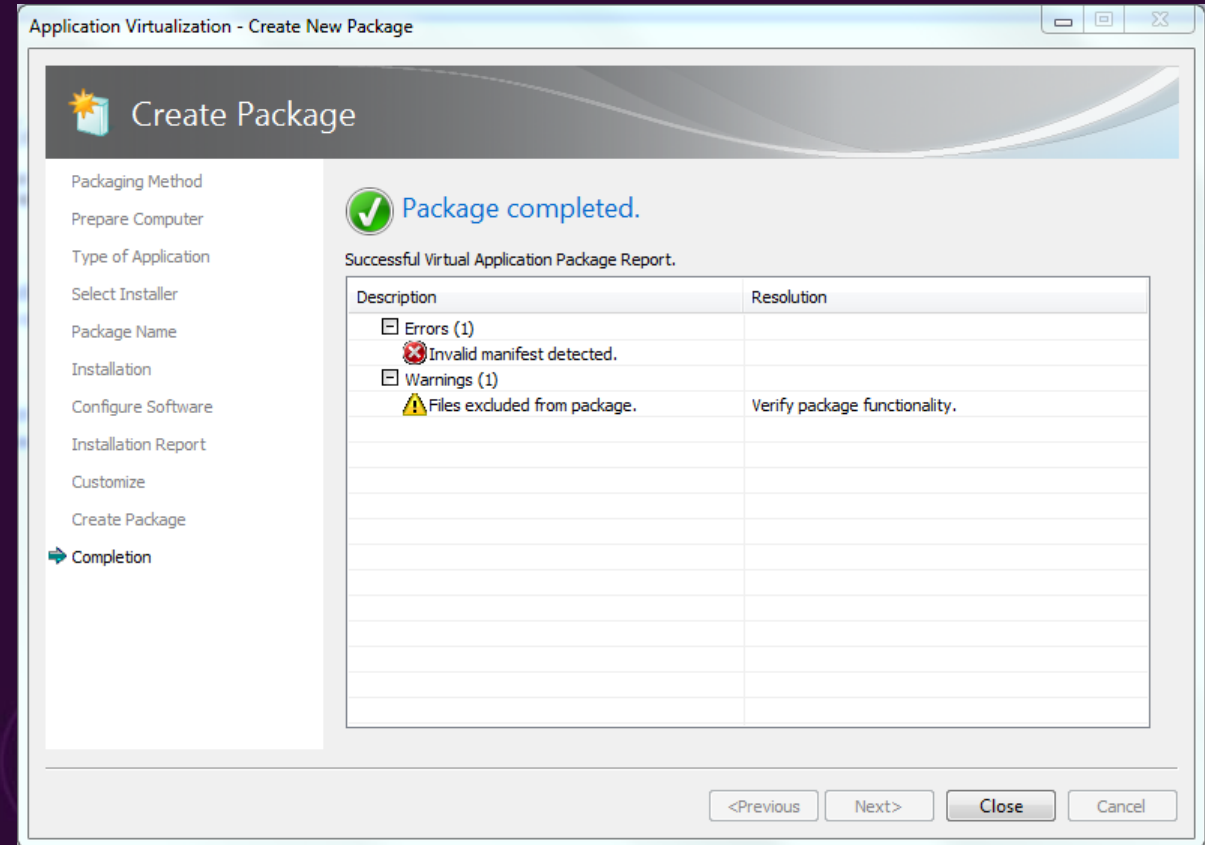 Application Virtualization - Create New Package
Create Package
Packaging Method
Prepare Computer
Type of Application
Select Installer
Package Name
Installation
Configure Software
Installation Report
Customize
Create Package
Completion
Package completed.
Successful Virtual Application Package Report.
Description Resolution
Errors (1)
Invalid manifest detected.
Warnings (1)
Files excluded from package. Verify package functionality.
<Previous Next> Close Cancel